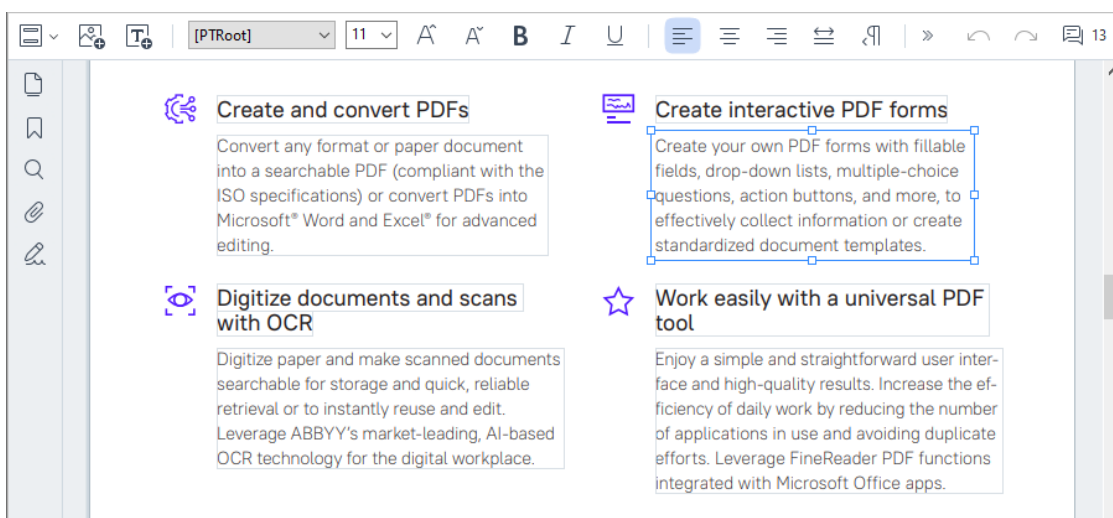 [PTRoot]
11
A
A
B
I
U
13
Create and convert PDFs
Convert any format or paper document
into a searchable PDF (compliant with the
ISO specifications) or convert PDFs into
Microsoft® Word and Excel® for advanced
editing.
Create interactive PDF forms
Create your own PDF forms with fillable
fields, drop-down lists, multiple-choice
questions, action buttons, and more, to
effectively collect information or create
standardized document templates.
Digitize documents and scans
with OCR
Digitize paper and make scanned documents
searchable for storage and quick, reliable
retrieval or to instantly reuse and edit.
Leverage ABBYY's market-leading, AI-based
OCR technology for the digital workplace.
Work easily with a universal PDF
tool
Enjoy a simple and straightforward user inter-
face and high-quality results. Increase the ef-
ficiency of daily work by reducing the number
of applications in use and avoiding duplicate
efforts. Leverage FineReader PDF functions
integrated with Microsoft Office apps.